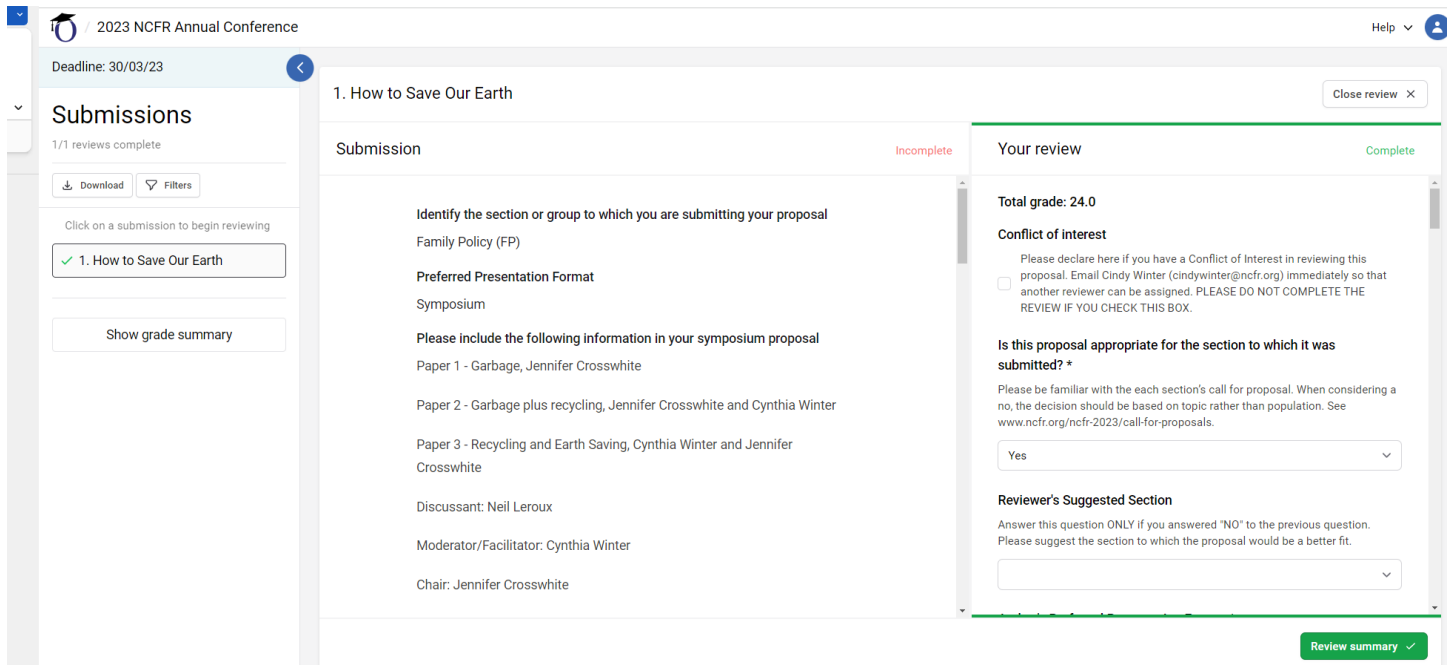 2023 NCFR Annual Conference
Help
Deadline: 30/03/23
Submissions
1/1 reviews complete
Download
Filters
Click on a submission to begin reviewing
1. How to Save Our Earth
Show grade summary
1. How to Save Our Earth
Close review
Submission
Incomplete
Identify the section or group to which you are submitting your proposal
Family Policy (FP)
Preferred Presentation Format
Symposium
Please include the following information in your symposium proposal
Paper 1 - Garbage, Jennifer Crosswhite
Paper 2 - Garbage plus recycling, Jennifer Crosswhite and Cynthia Winter
Paper 3 - Recycling and Earth Saving, Cynthia Winter and Jennifer
Crosswhite
Discussant: Neil Leroux
Moderator/Facilitator: Cynthia Winter
Chair: Jennifer Crosswhite
Your review
Complete
Total grade: 24.0
Conflict of interest
Please declare here if you have a Conflict of Interest in reviewing this
proposal. Email Cindy Winter (cindywinter@ncfr.org) immediately so that
another reviewer can be assigned. PLEASE DO NOT COMPLETE THE
REVIEW IF YOU CHECK THIS BOX.
Is this proposal appropriate for the section to which it was
submitted? *
Please be familiar with the each section's call for proposal. When considering a
no, the decision should be based on topic rather than population. See
www.ncfr.org/ncfr-2023/call-for-proposals.
Yes
Reviewer's Suggested Section
Answer this question ONLY if you answered "NO" to the previous question.
Please suggest the section to which the proposal would be a better fit.
Review summary